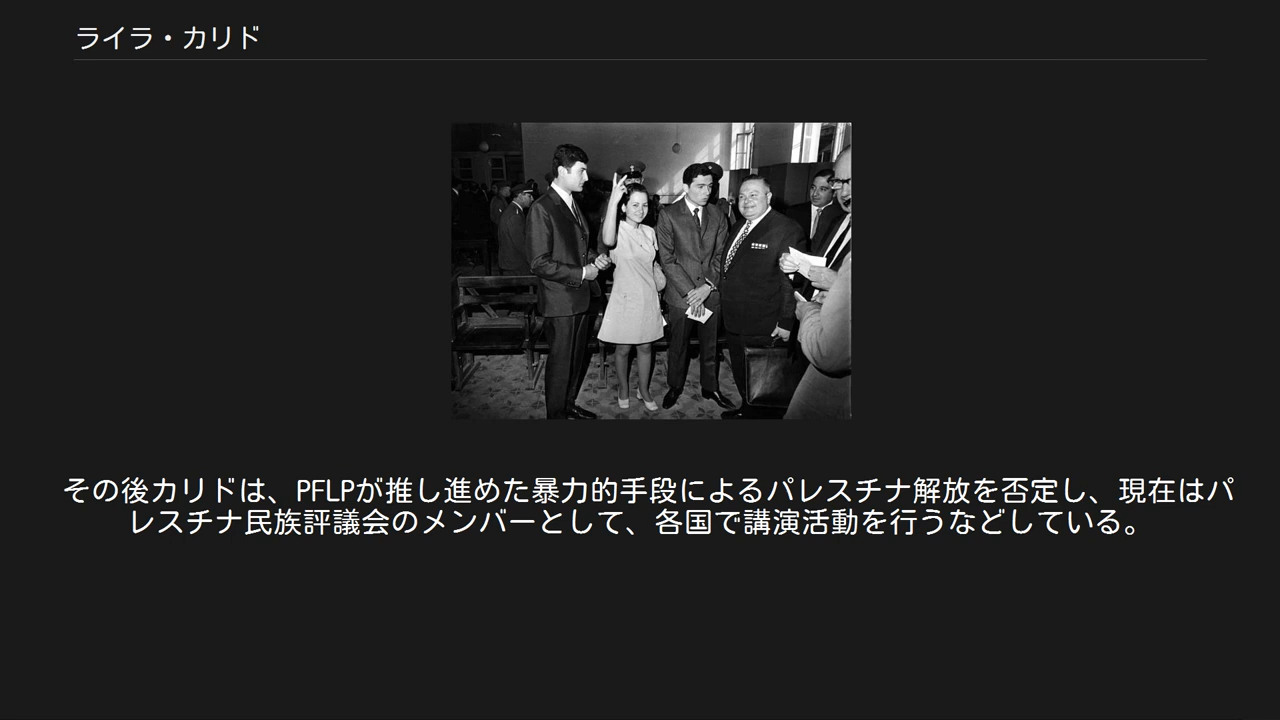 ライラ・カリド
その後カリドは、PFLPが推し進めた暴力的手段によるパレスチナ解放を否定し、現在はパ
レスチナ民族評議会のメンバーとして、各国で講演活動を行うなどしている。